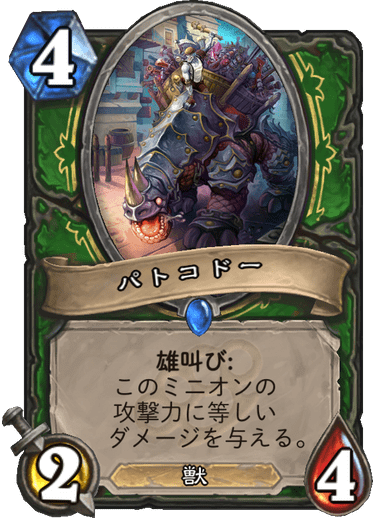 4
パトコドー
雄叫び:
このミニオンの
攻撃力に等しい
ダメージを与える。
獣
2
4